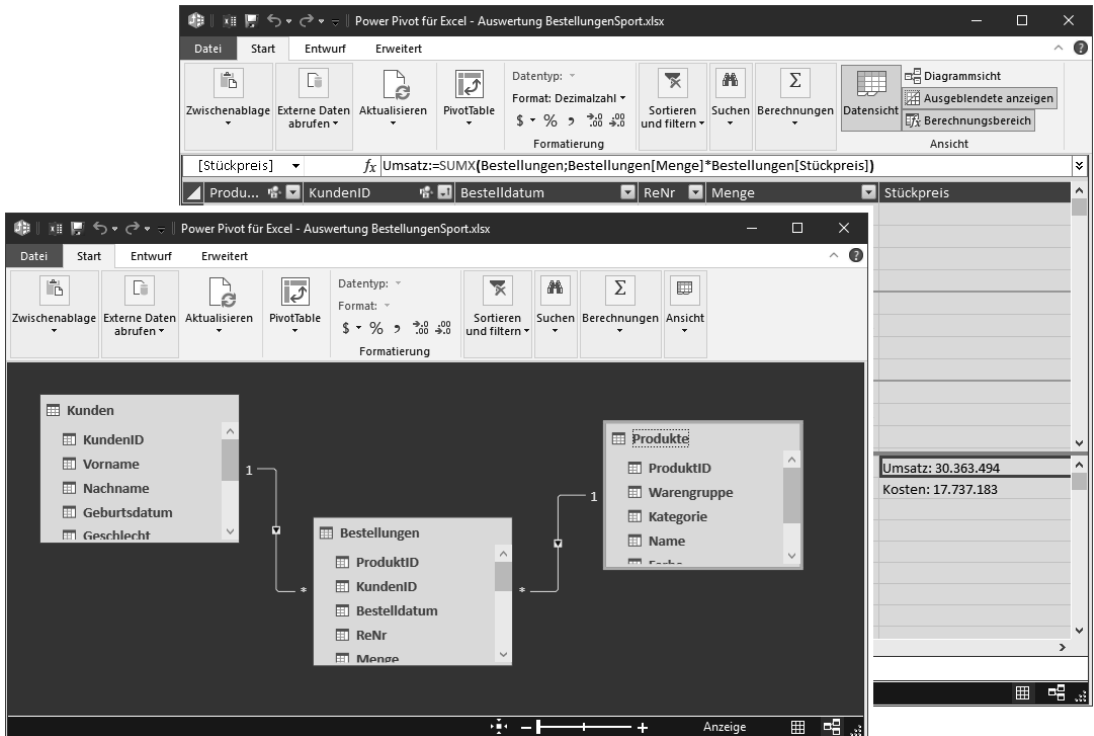 Power Pivot für Excel - Auswertung BestellungenSport.xlsx
Datei Start Entwurf Erweitert
Zwischenablage
Externe Daten abrufen
Aktualisieren
PivotTable
Datentyp:
Format: Dezimalzahl
$ % ,
Formatierung
Sortieren und filtern
Suchen
Berechnungen
Datensicht
Diagrammsicht
Ausgeblendete anzeigen
Berechnungsbereich
Ansicht
[Stückpreis] fx Umsatz:=SUMX(Bestellungen;Bestellungen[Menge]*Bestellungen[Stückpreis])
Produ... KundenID Bestelldatum ReNr Menge Stückpreis
Umsatz: 30.363.494
Kosten: 17.737.183
Power Pivot für Excel - Auswertung BestellungenSport.xlsx
Datei Start Entwurf Erweitert
Zwischenablage
Externe Daten abrufen
Aktualisieren
PivotTable
Datentyp:
Format:
$ % ,
Formatierung
Sortieren und filtern
Suchen
Berechnungen
Ansicht
Kunden
KundenID
Vorname
Nachname
Geburtsdatum
Geschlecht
1
*
Bestellungen
ProduktID
KundenID
Bestelldatum
ReNr
Menge
*
1
Produkte
ProduktID
Warengruppe
Kategorie
Name
Farbe
Anzeige